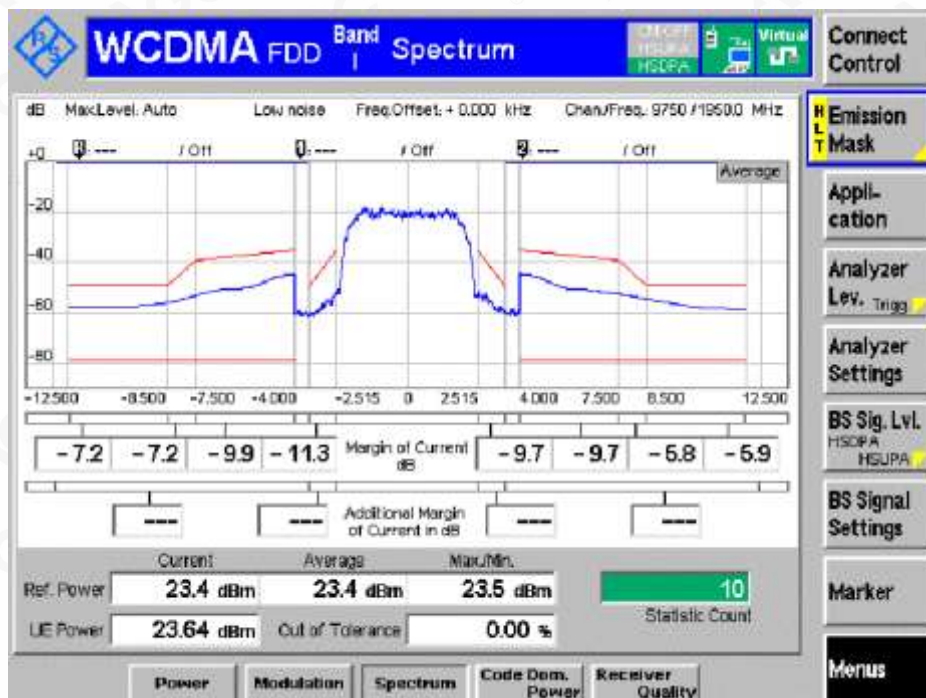 WCDMA FDD Band I Spectrum
HSDPA
Virtual
Connect Control
dB Max.Level: Auto Low noise Freq.Offset: + 0.000 kHz Chan./Freq.: 9750 / 1950.0 MHz
HLT
Emission Mask
+0 --- / Off 1: --- / Off 2: --- / Off
Average
-20
-40
-60
-80
-12.500 -8.500 -7.500 -4.000 -2.515 0 2.515 4.000 7.500 8.500 12.500
Appli-
cation
Analyzer
Lev. Trigg
Analyzer
Settings
-7.2 -7.2 -9.9 -11.3 Margin of Current dB -9.7 -9.7 -5.8 -5.9
BS Sig. Lvl.
HSDPA
HSUPA
--- --- Additional Margin of Current in dB --- ---
BS Signal
Settings
Current Average Max./Min.
Ref. Power 23.4 dBm 23.4 dBm 23.5 dBm 10
Statistic Count
UE Power 23.64 dBm Out of Tolerance 0.00 %
Marker
Menus
Power Modulation Spectrum Code Dom. Power Receiver Quality